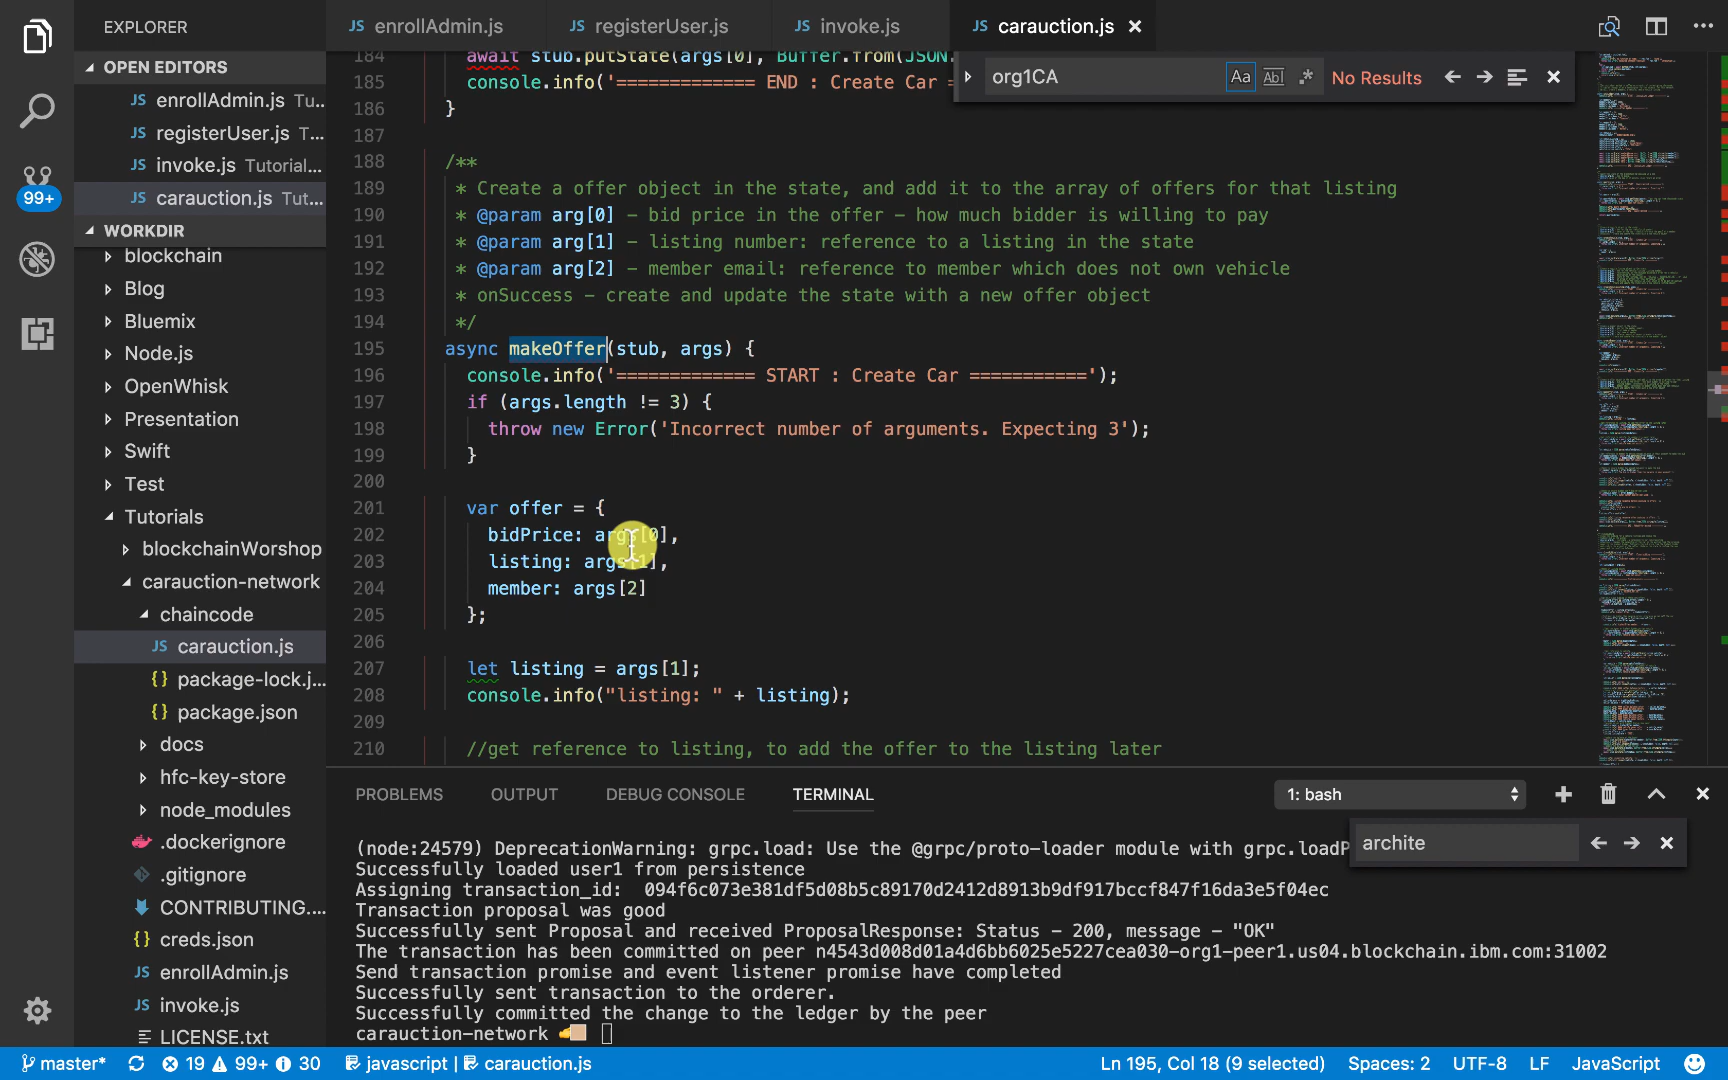 EXPLORER
JS enrollAdmin.js
JS registerUser.js
JS invoke.js
JS carauction.js
OPEN EDITORS
JS enrollAdmin.js Tu...
JS registerUser.js T...
JS invoke.js Tutorial...
JS carauction.js Tut...
WORKDIR
blockchain
Blog
Bluemix
Node.js
OpenWhisk
Presentation
Swift
Test
Tutorials
blockchainWorshop
carauction-network
chaincode
JS carauction.js
{} package-lock.j...
{} package.json
docs
hfc-key-store
node_modules
.dockerignore
.gitignore
CONTRIBUTING....
{} creds.json
JS enrollAdmin.js
JS invoke.js
LICENSE.txt
99+
org1CA
Aa
Abl
.*
No Results
184 await stub.putState(args[0], Buffer.from(JSON.
185 console.info('============= END : Create Car =
186 }
187
188 /**
189 * Create a offer object in the state, and add it to the array of offers for that listing
190 * @param arg[0] - bid price in the offer - how much bidder is willing to pay
191 * @param arg[1] - listing number: reference to a listing in the state
192 * @param arg[2] - member email: reference to member which does not own vehicle
193 * onSuccess - create and update the state with a new offer object
194 */
195 async makeOffer(stub, args) {
196 console.info('============= START : Create Car ===========');
197 if (args.length != 3) {
198 throw new Error('Incorrect number of arguments. Expecting 3');
199 }
200
201 var offer = {
202 bidPrice: args[0],
203 listing: args[1],
204 member: args[2]
205 };
206
207 let listing = args[1];
208 console.info("listing: " + listing);
209
210 //get reference to listing, to add the offer to the listing later
PROBLEMS OUTPUT DEBUG CONSOLE TERMINAL
1: bash
archite
(node:24579) DeprecationWarning: grpc.load: Use the @grpc/proto-loader module with grpc.loadP
Successfully loaded user1 from persistence
Assigning transaction_id: 094f6c073e381df5d08b5c89170d2412d8913b9df917bccf847f16da3e5f04ec
Transaction proposal was good
Successfully sent Proposal and received ProposalResponse: Status - 200, message - "OK"
The transaction has been committed on peer n4543d008d01a4d6bb6025e5227cea030-org1-peer1.us04.blockchain.ibm.com:31002
Send transaction promise and event listener promise have completed
Successfully sent transaction to the orderer.
Successfully committed the change to the ledger by the peer
carauction-network
master* 19 99+ 30 javascript | carauction.js Ln 195, Col 18 (9 selected) Spaces: 2 UTF-8 LF JavaScript